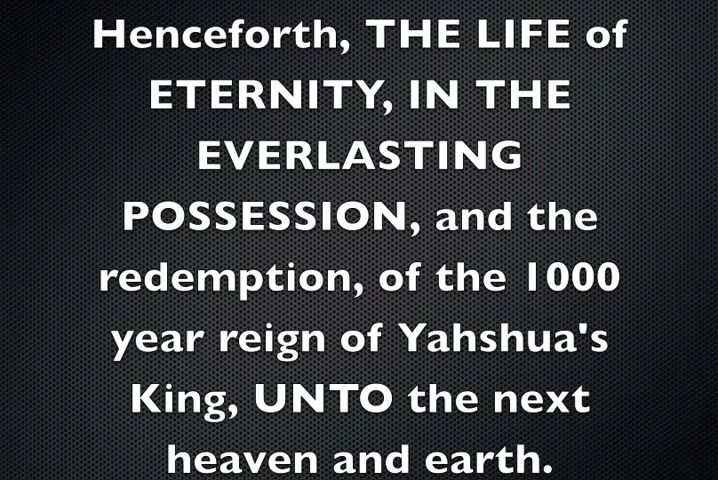 Henceforth, THE LIFE of
ETERNITY, IN THE
EVERLASTING
POSSESSION, and the
redemption, of the 1000
year reign of Yahshua's
King, UNTO the next
heaven and earth.